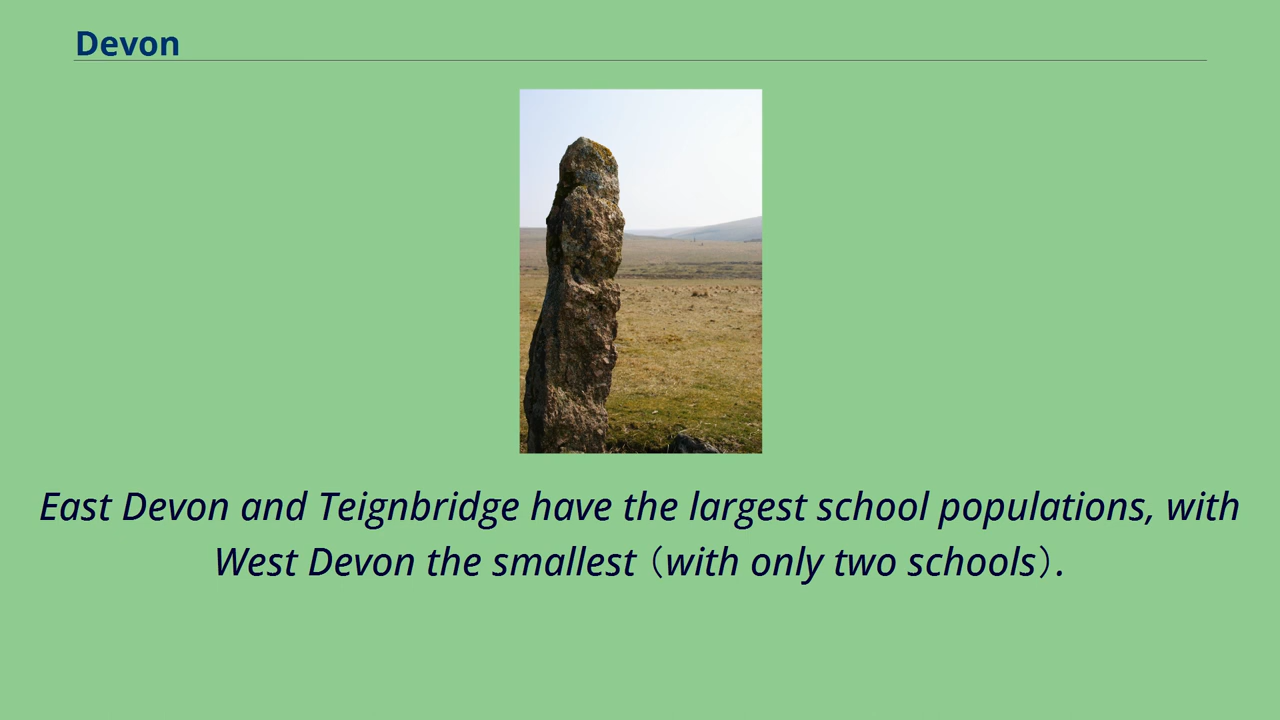 Devon
East Devon and Teignbridge have the largest school populations, with
West Devon the smallest（with only two schools）.